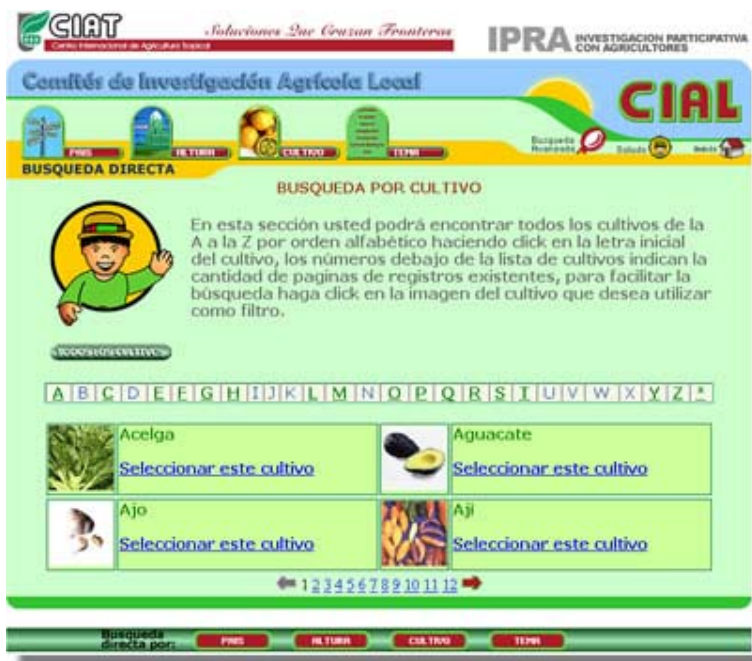 CIAT
Centro Internacional de Agricultura Tropical
Soluciones Que Cruzan Fronteras
IPRA INVESTIGACION PARTICIPATIVA
CON AGRICULTORES
Comités de Investigación Agrícola Local
CIAL
PAIS ALTURA CULTIVO TEMA
Busqueda
Avanzada Salada Inicio
BUSQUEDA DIRECTA
BUSQUEDA POR CULTIVO
En esta sección usted podrá encontrar todos los cultivos de la
A a la Z por orden alfabético haciendo click en la letra inicial
del cultivo, los números debajo de la lista de cultivos indican la
cantidad de paginas de registros existentes, para facilitar la
búsqueda haga click en la imagen del cultivo que desea utilizar
como filtro.
TODOS LOS CULTIVOS
A B C D E F G H I J K L M N O P Q R S T U V W X Y Z *
Acelga Aguacate
Seleccionar este cultivo Seleccionar este cultivo
Ajo Ají
Seleccionar este cultivo Seleccionar este cultivo
1 2 3 4 5 6 7 8 9 10 11 12
Busqueda
directa por: PAIS ALTURA CULTIVO TEMA